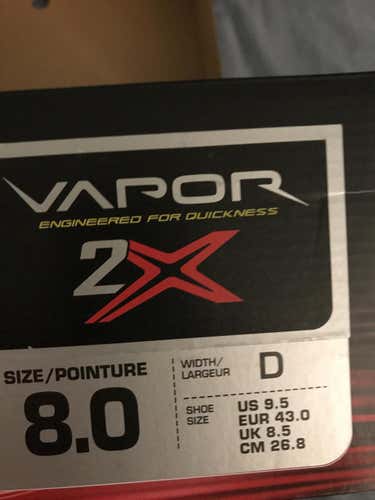 VAPOR
ENGINEERED FOR QUICKNESS
2X
SIZE/POINTURE
8.0
WIDTH/
LARGEUR
D
SHOE
SIZE
US 9.5
EUR 43.0
UK 8.5
CM 26.8